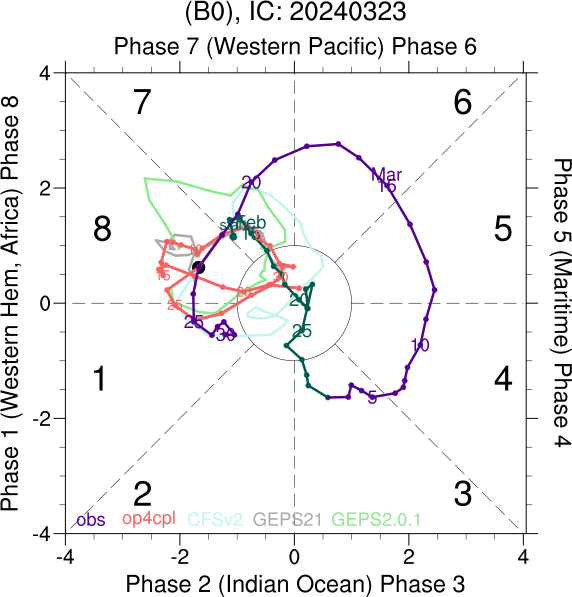 (B0), IC: 20240323
Phase 7 (Western Pacific) Phase 6
4
7
6
20
Mar
15
2
Phase 1 (Western Hem, Africa) Phase 8
Phase 5 (Maritime) Phase 4
8
Feb
15
5
20
0
25
25
30
10
1
4
5
-2
2
3
obs
op4cpl
CFSv2
GEPS21
GEPS2.0.1
-4
-4
-2
0
2
4
Phase 2 (Indian Ocean) Phase 3